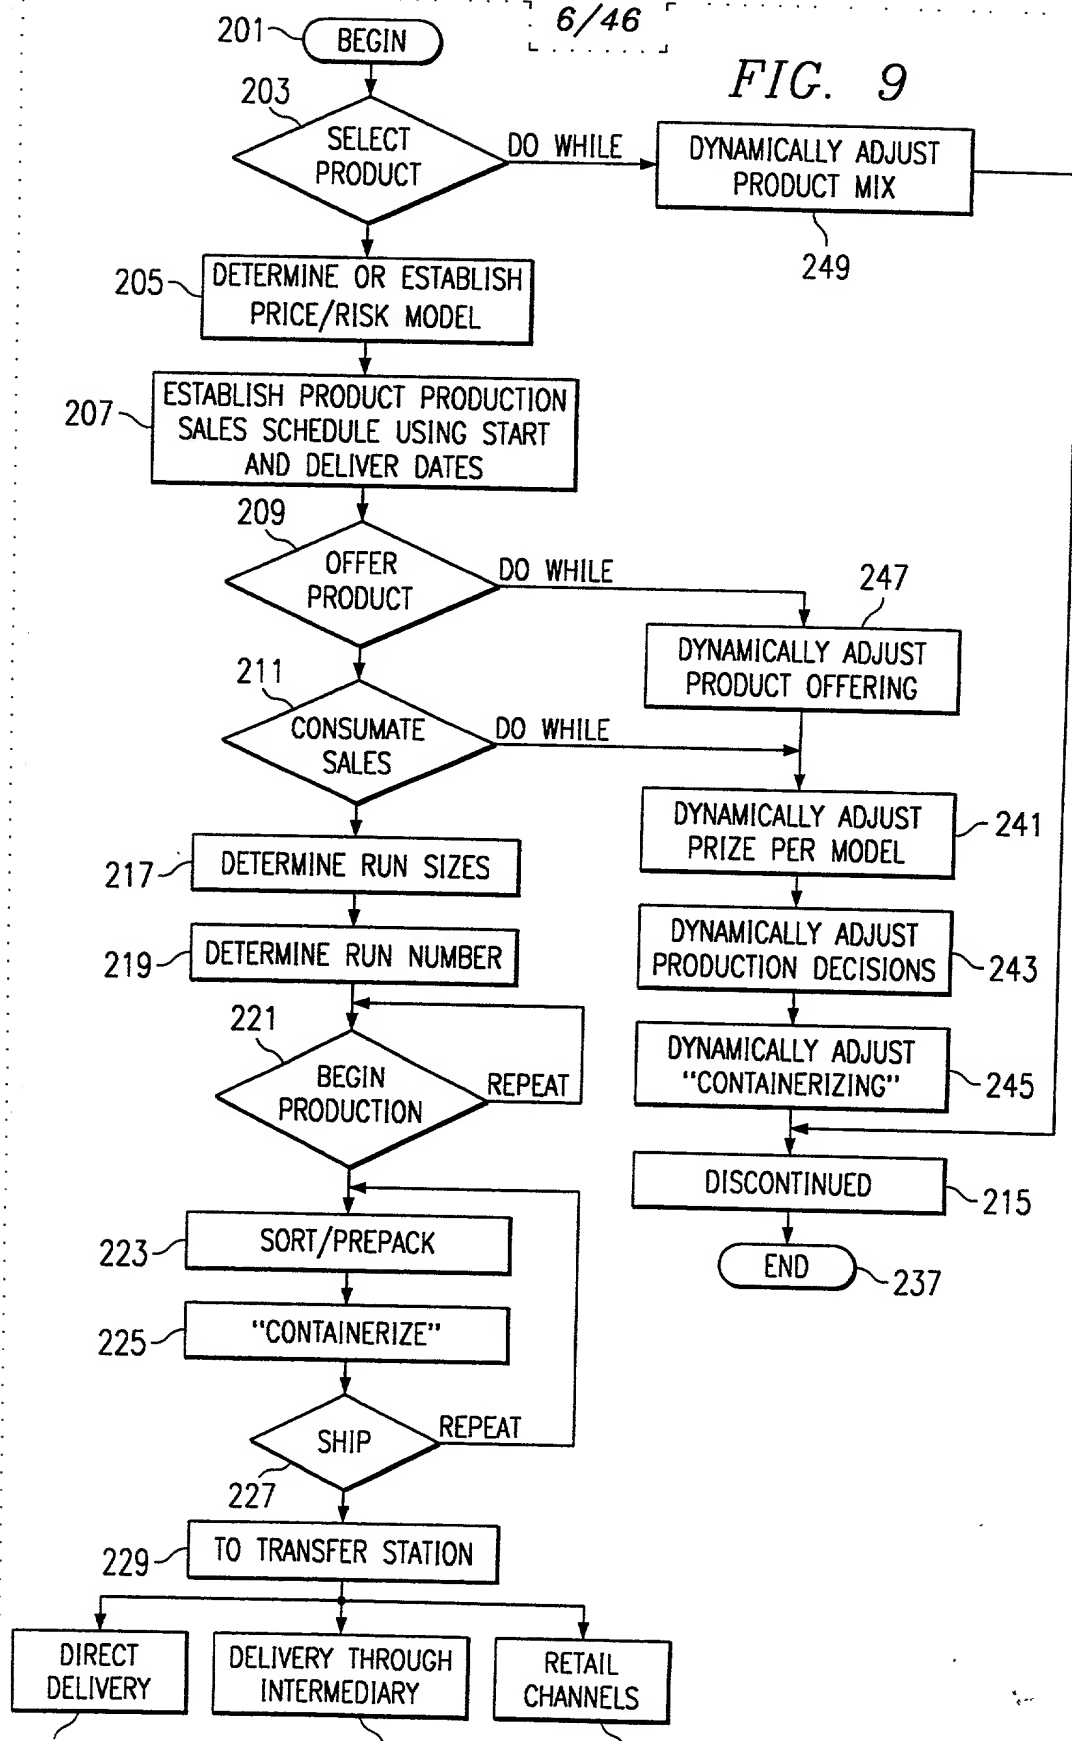 6/46
FIG. 9
201
BEGIN
203
SELECT
PRODUCT
DO WHILE
DYNAMICALLY ADJUST
PRODUCT MIX
249
205
DETERMINE OR ESTABLISH
PRICE/RISK MODEL
207
ESTABLISH PRODUCT PRODUCTION
SALES SCHEDULE USING START
AND DELIVER DATES
209
OFFER
PRODUCT
DO WHILE
247
DYNAMICALLY ADJUST
PRODUCT OFFERING
211
CONSUMATE
SALES
DO WHILE
DYNAMICALLY ADJUST
PRIZE PER MODEL
241
217
DETERMINE RUN SIZES
219
DETERMINE RUN NUMBER
DYNAMICALLY ADJUST
PRODUCTION DECISIONS
243
221
BEGIN
PRODUCTION
REPEAT
DYNAMICALLY ADJUST
"CONTAINERIZING"
245
DISCONTINUED
215
223
SORT/PREPACK
END
237
225
"CONTAINERIZE"
SHIP
REPEAT
227
229
TO TRANSFER STATION
DIRECT
DELIVERY
DELIVERY THROUGH
INTERMEDIARY
RETAIL
CHANNELS